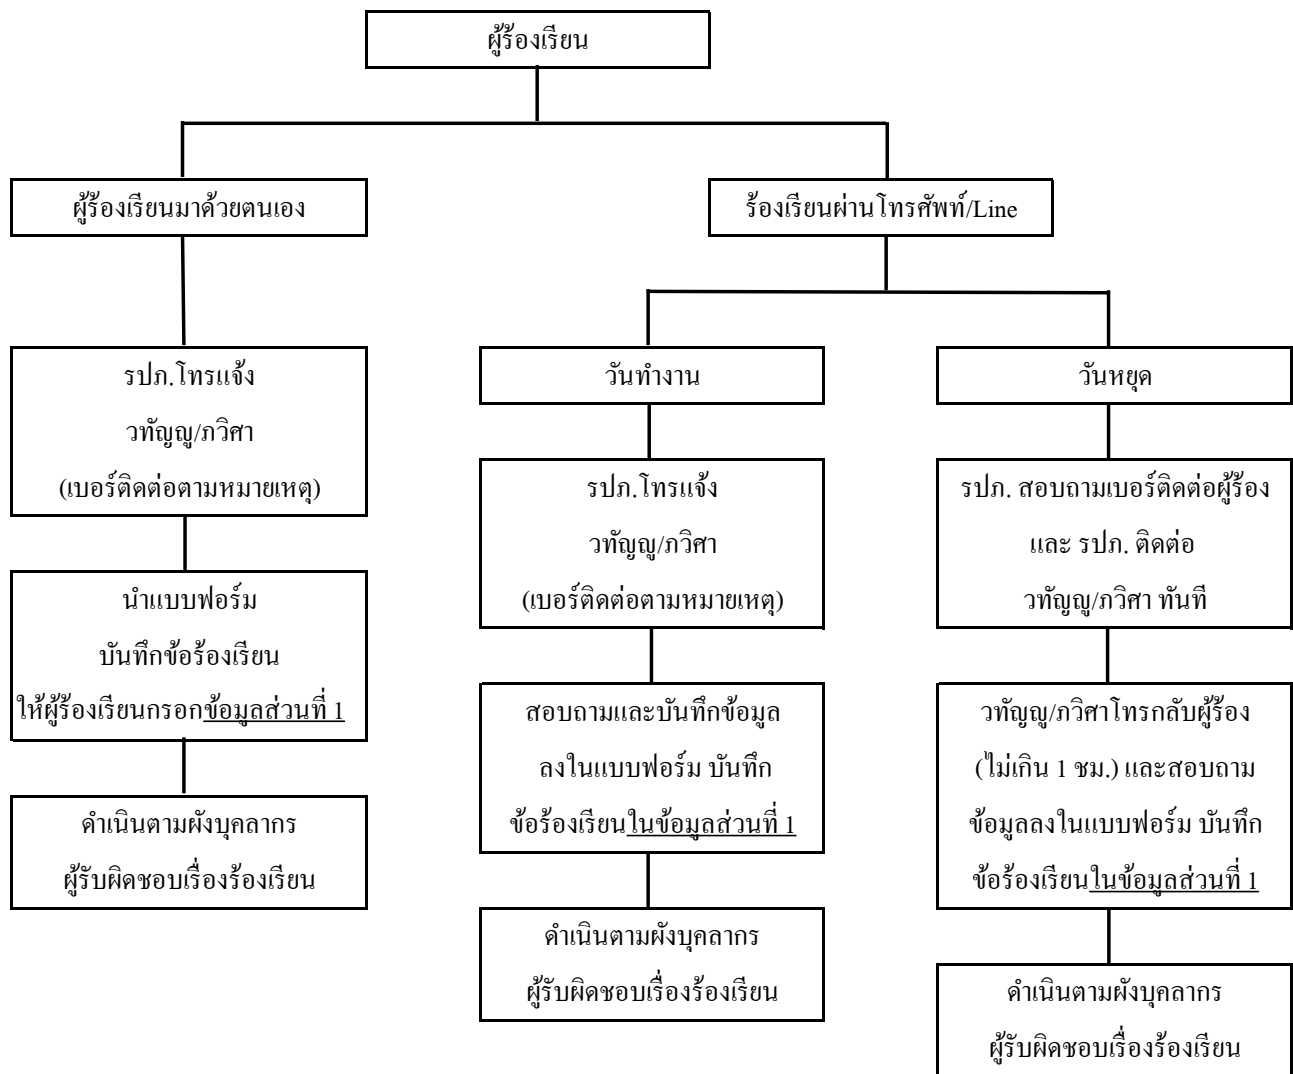 ผู้ร้องเรียน
ผู้ร้องเรียนมาด้วยตนเอง
ร้องเรียนผ่านโทรศัพท์/Line
รปภ.โทรแจ้ง
วทัญญู/ภวิศา
(เบอร์ติดต่อตามหมายเหตุ)
นำแบบฟอร์ม
บันทึกข้อร้องเรียน
ให้ผู้ร้องเรียนกรอกข้อมูลส่วนที่ 1
ดำเนินตามผังบุคลากร
ผู้รับผิดชอบเรื่องร้องเรียน
วันทำงาน
รปภ.โทรแจ้ง
วทัญญู/ภวิศา
(เบอร์ติดต่อตามหมายเหตุ)
สอบถามและบันทึกข้อมูล
ลงในแบบฟอร์ม บันทึก
ข้อร้องเรียนในข้อมูลส่วนที่ 1
ดำเนินตามผังบุคลากร
ผู้รับผิดชอบเรื่องร้องเรียน
วันหยุด
รปภ. สอบถามเบอร์ติดต่อผู้ร้อง
และ รปภ. ติดต่อ
วทัญญู/ภวิศา ทันที
วทัญญู/ภวิศาโทรกลับผู้ร้อง
(ไม่เกิน 1 ชม.) และสอบถาม
ข้อมูลลงในแบบฟอร์ม บันทึก
ข้อร้องเรียนในข้อมูลส่วนที่ 1
ดำเนินตามผังบุคลากร
ผู้รับผิดชอบเรื่องร้องเรียน